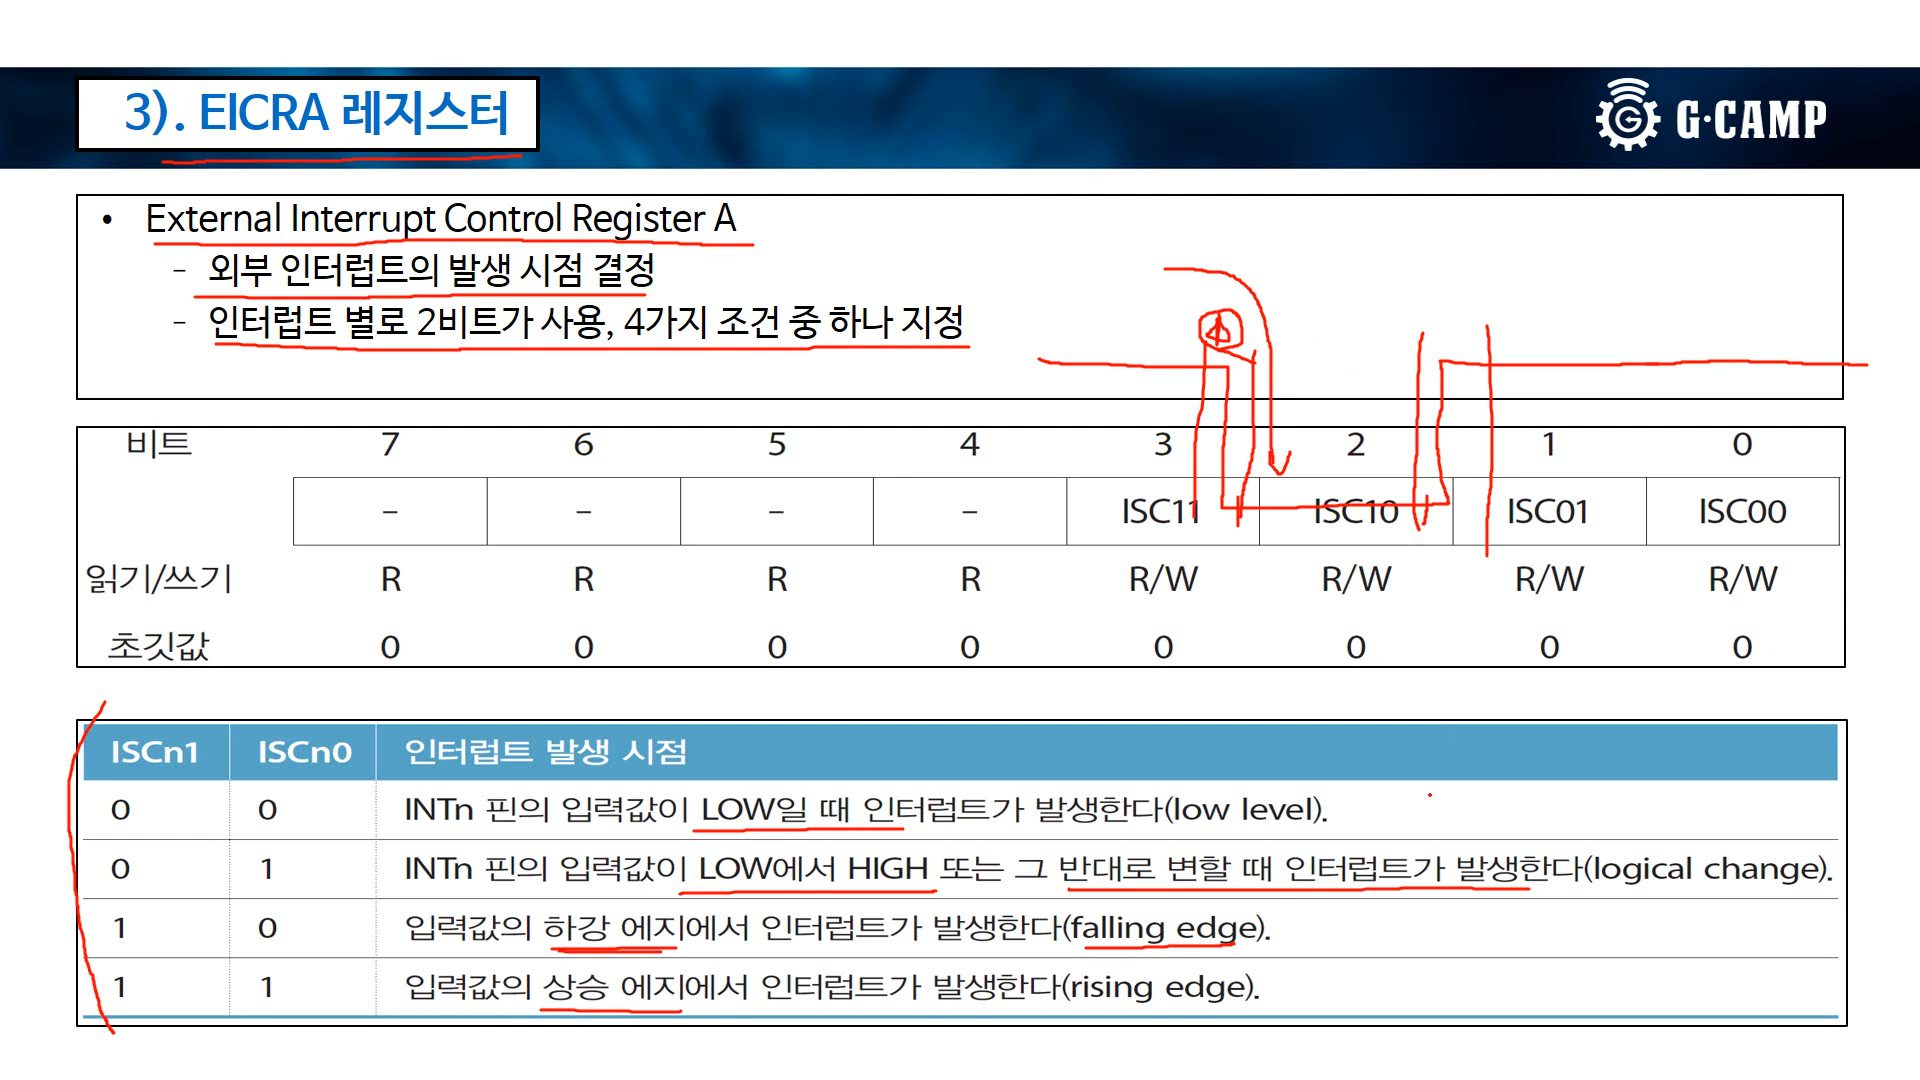 3). EICRA 레지스터
G·CAMP
• External Interrupt Control Register A
- 외부 인터럽트의 발생 시점 결정
- 인터럽트 별로 2비트가 사용, 4가지 조건 중 하나 지정
비트 7 6 5 4 3 2 1 0
- - - - ISC11 ISC10 ISC01 ISC00
읽기/쓰기 R R R R R/W R/W R/W R/W
초깃값 0 0 0 0 0 0 0 0
ISCn1 ISCn0 인터럽트 발생 시점
0 0 INTn 핀의 입력값이 LOW일 때 인터럽트가 발생한다(low level).
0 1 INTn 핀의 입력값이 LOW에서 HIGH 또는 그 반대로 변할 때 인터럽트가 발생한다(logical change).
1 0 입력값의 하강 에지에서 인터럽트가 발생한다(falling edge).
1 1 입력값의 상승 에지에서 인터럽트가 발생한다(rising edge).